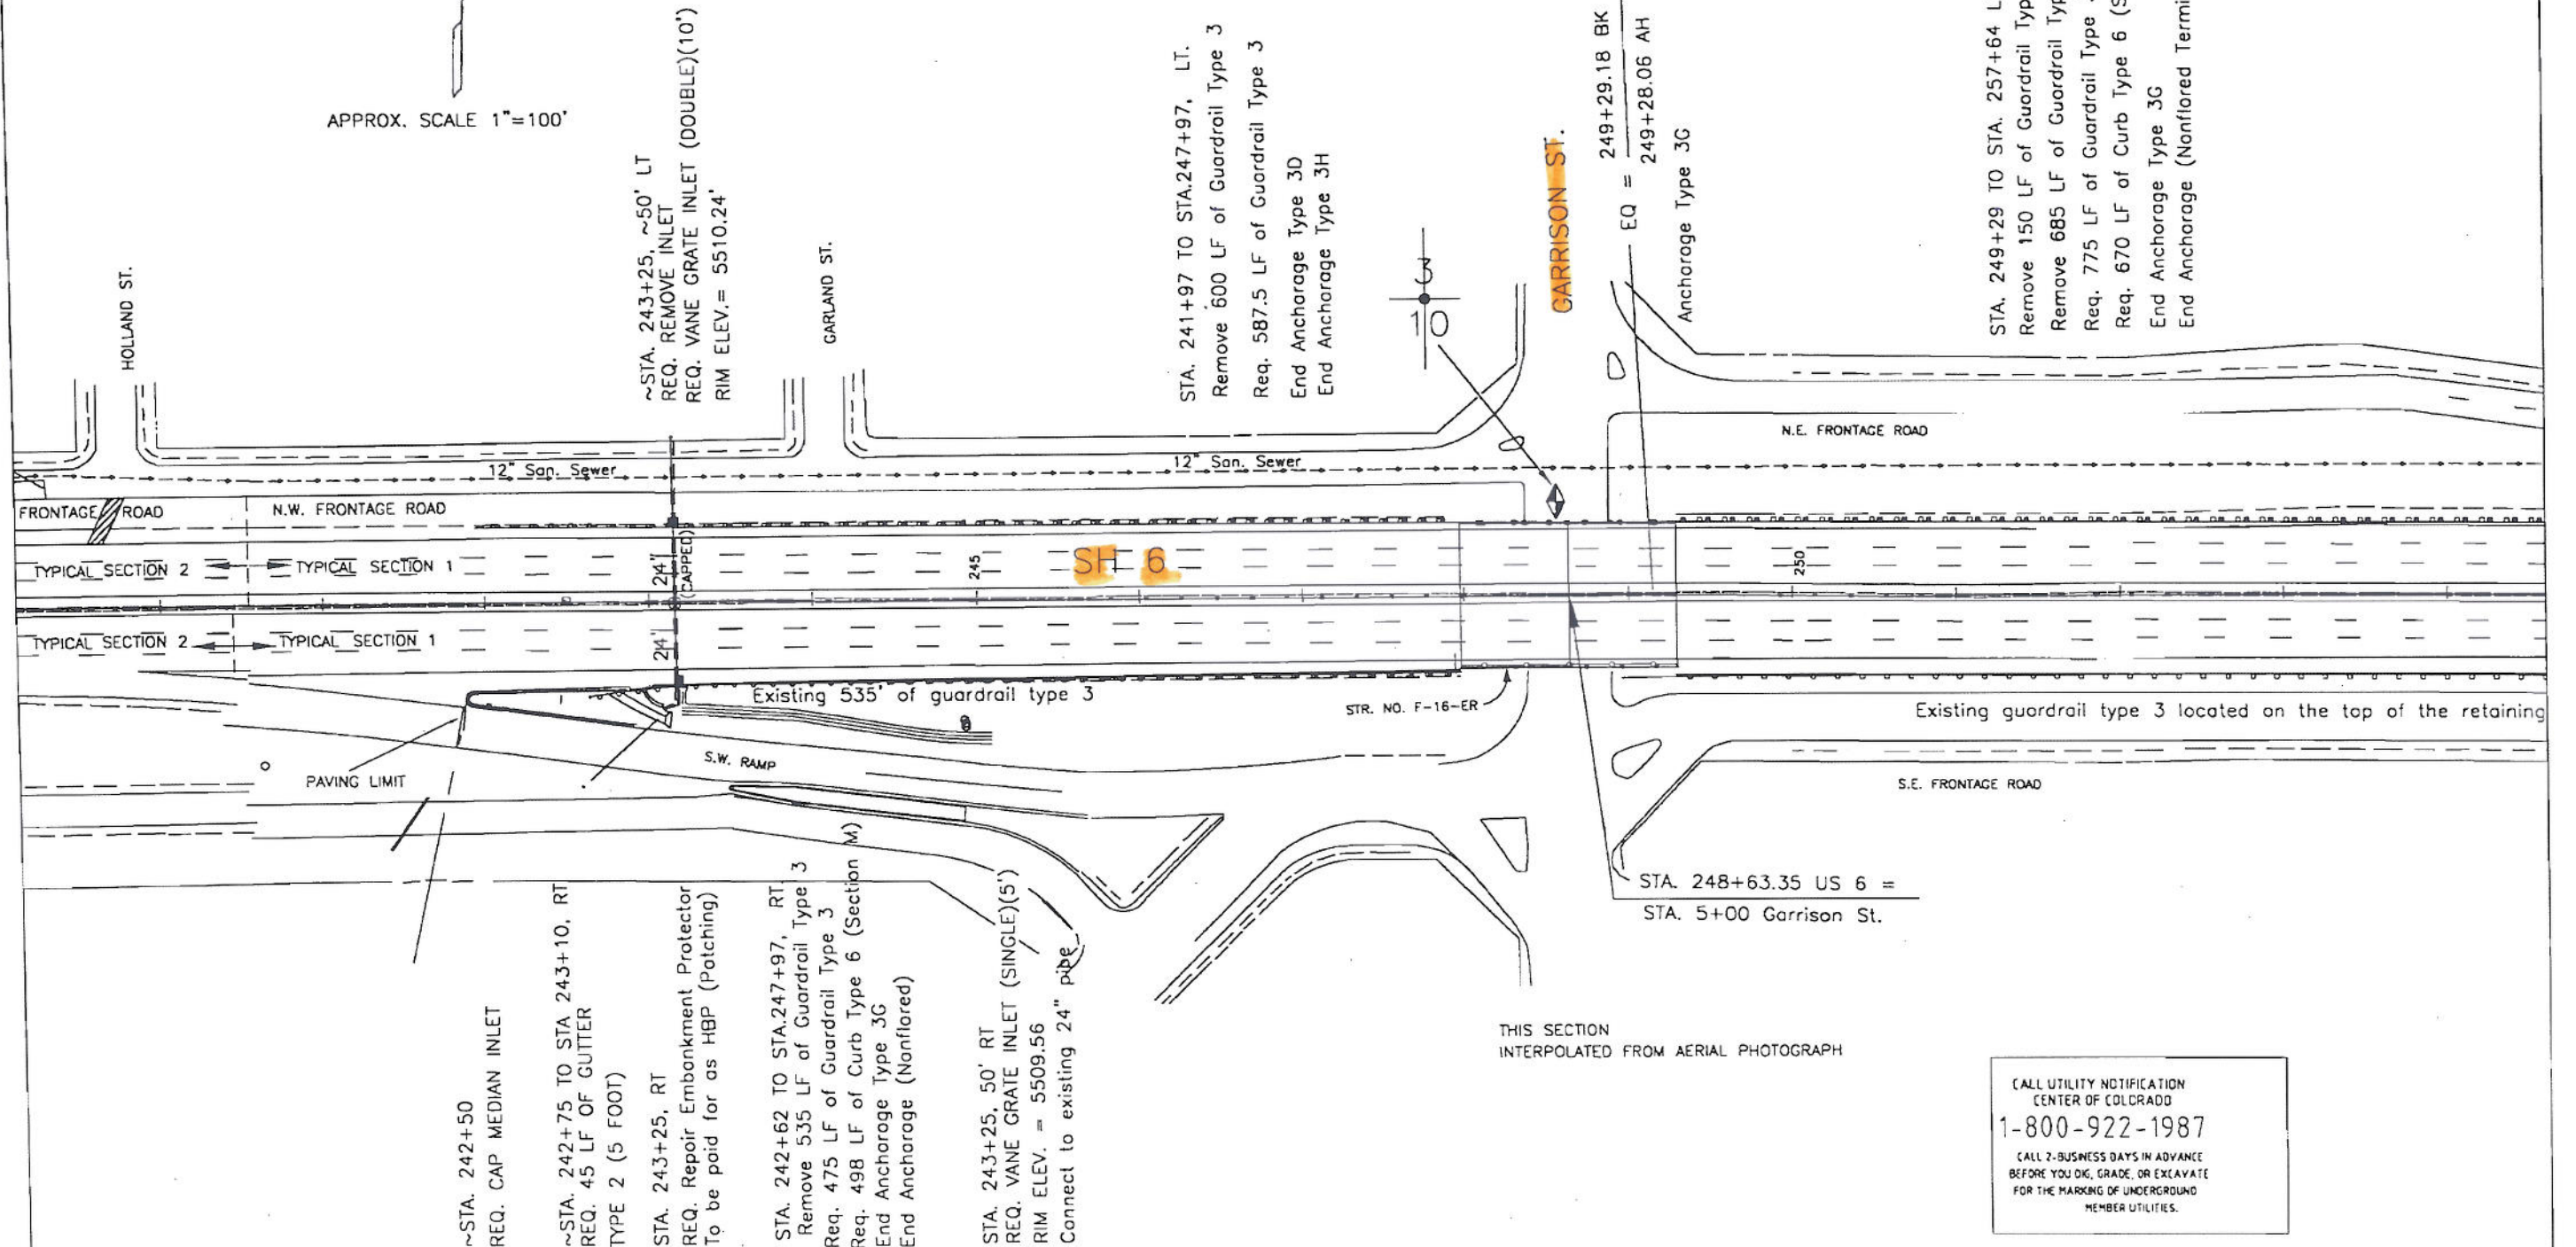 APPROX. SCALE 1"=100'
HOLLAND ST.
~STA. 243+25, ~50' LT
REQ. REMOVE INLET
REQ. VANE GRATE INLET (DOUBLE)(10')
RIM ELEV.= 5510.24'
GARLAND ST.
STA. 241+97 TO STA.247+97, LT.
Remove 600 LF of Guardrail Type 3
Req. 587.5 LF of Guardrail Type 3
End Anchorage Type 3D
End Anchorage Type 3H
3
10
GARRISON ST.
EQ =
249+29.18 BK
249+28.06 AH
Anchorage Type 3G
STA. 249+29 TO STA. 257+64
Remove 150 LF of Guardrail
Remove 685 LF of Guardrail
Req. 775 LF of Guardrail Type
Req. 670 LF of Curb Type 6
End Anchorage Type 3G
End Anchorage (Nonflared
N.E. FRONTAGE ROAD
12" San. Sewer
12" San. Sewer
FRONTAGE ROAD
N.W. FRONTAGE ROAD
TYPICAL SECTION 2
TYPICAL SECTION 1
24"
(CAPPED)
245
SH 6
250
TYPICAL SECTION 2
TYPICAL SECTION 1
24"
Existing 535' of guardrail type 3
STR. NO. F-16-ER
Existing guardrail type 3 located on the top of the retaining
S.W. RAMP
PAVING LIMIT
S.E. FRONTAGE ROAD
STA. 248+63.35 US 6 =
STA. 5+00 Garrison St.
~STA. 242+50
REQ. CAP MEDIAN INLET
~STA. 242+75 TO STA 243+10, RT
REQ. 45 LF OF GUTTER
TYPE 2 (5 FOOT)
STA. 243+25, RT
REQ. Repair Embankment Protector
To be paid for as HBP (Patching)
STA. 242+62 TO STA.247+97, RT
Remove 535 LF of Guardrail Type 3
Req. 475 LF of Guardrail Type 3
Req. 498 LF of Curb Type 6 (Section M)
End Anchorage Type 3G
End Anchorage (Nonflared)
STA. 243+25, 50' RT
REQ. VANE GRATE INLET (SINGLE)(5')
RIM ELEV. = 5509.56
Connect to existing 24" pipe
THIS SECTION
INTERPOLATED FROM AERIAL PHOTOGRAPH
CALL UTILITY NOTIFICATION
CENTER OF COLORADO
1-800-922-1987
CALL 2-BUSINESS DAYS IN ADVANCE
BEFORE YOU DIG, GRADE, OR EXCAVATE
FOR THE MARKING OF UNDERGROUND
MEMBER UTILITIES.